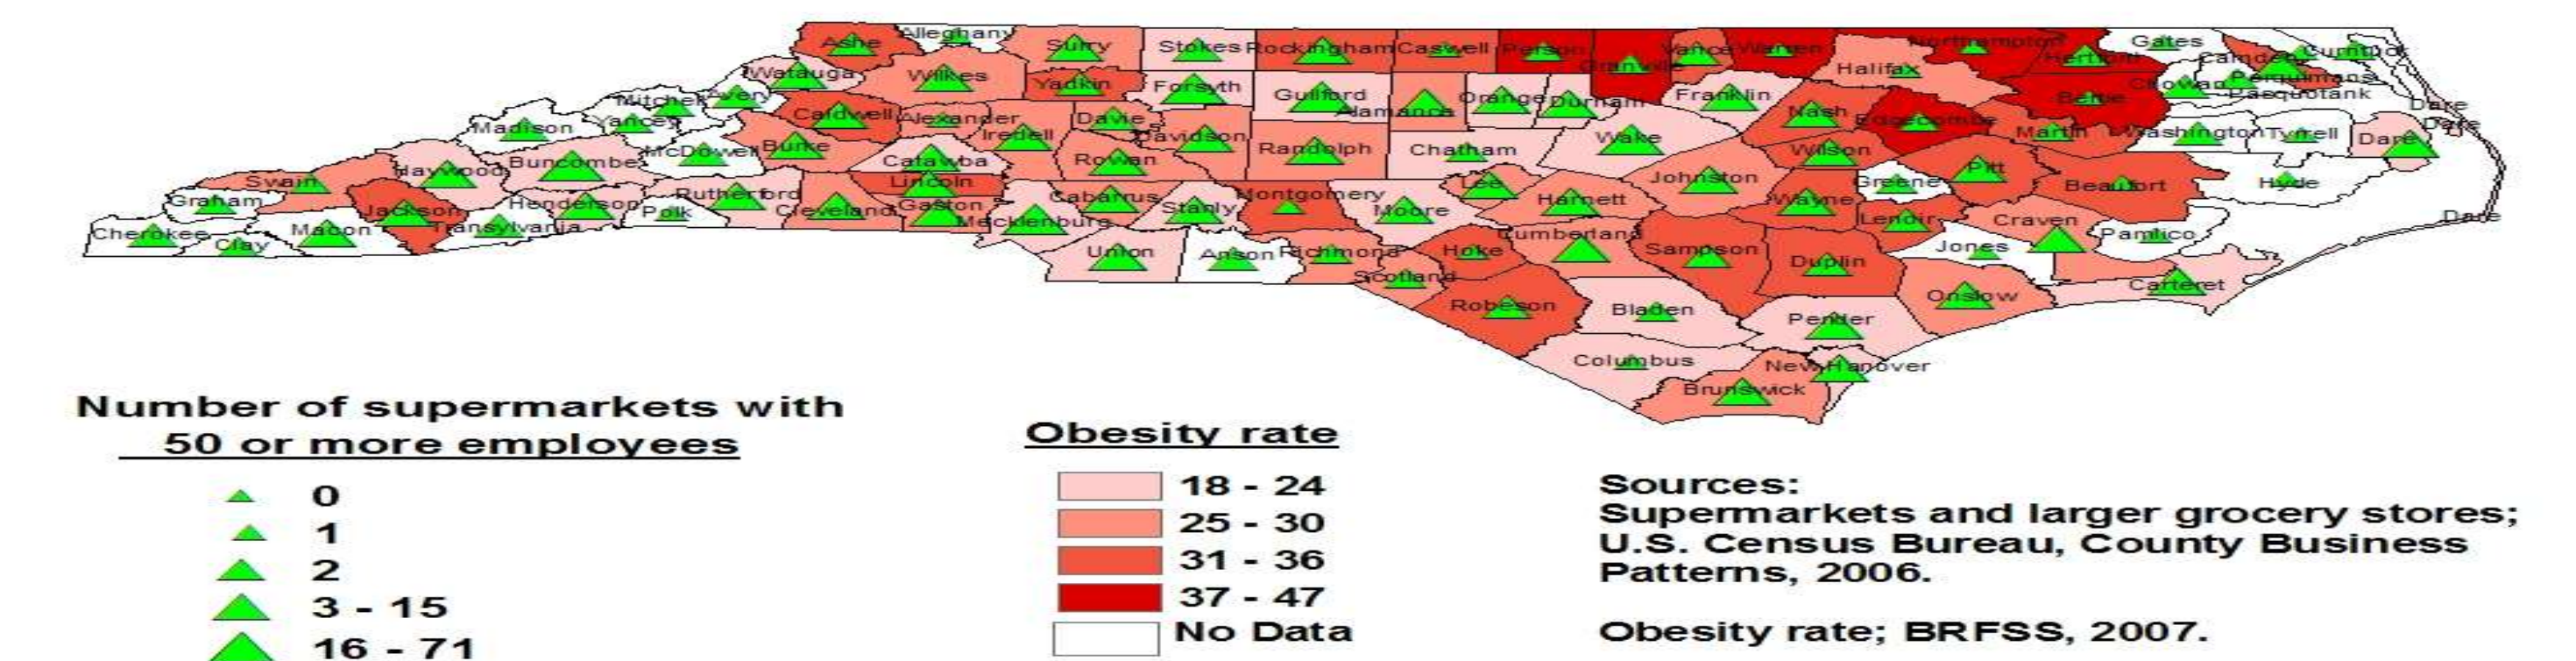 Ashe
Alleghany
Surry
Stokes
Rockingham
Caswell
Person
Granville
Vance
Warren
Northampton
Hertford
Gates
Camden
Currituck
Watauga
Wilkes
Yadkin
Forsyth
Guilford
Alamance
Orange
Durham
Franklin
Halifax
Bertie
Chowan
Perquimans
Pasquotank
Dare
Dare
Mitchell
Avery
Madison
Yancey
Caldwell
Alexander
Iredell
Davie
Davidson
Randolph
Chatham
Wake
Nash
Edgecombe
Martin
Washington
Tyrrell
Dare
McDowell
Burke
Catawba
Rowan
Wilson
Swain
Haywood
Buncombe
Lincoln
Johnston
Greene
Pitt
Beaufort
Hyde
Graham
Jackson
Henderson
Rutherford
Polk
Cleveland
Gaston
Cabarrus
Stanly
Montgomery
Moore
Lee
Harnett
Wayne
Lenoir
Craven
Dare
Cherokee
Clay
Macon
Transylvania
Mecklenburg
Union
Anson
Richmond
Scotland
Hoke
Cumberland
Sampson
Duplin
Jones
Pamlico
Carteret
Robeson
Bladen
Pender
Onslow
Columbus
New Hanover
Brunswick
Number of supermarkets with
50 or more employees
0
1
2
3 - 15
16 - 71
Obesity rate
18 - 24
25 - 30
31 - 36
37 - 47
No Data
Sources:
Supermarkets and larger grocery stores;
U.S. Census Bureau, County Business
Patterns, 2006.
Obesity rate; BRFSS, 2007.